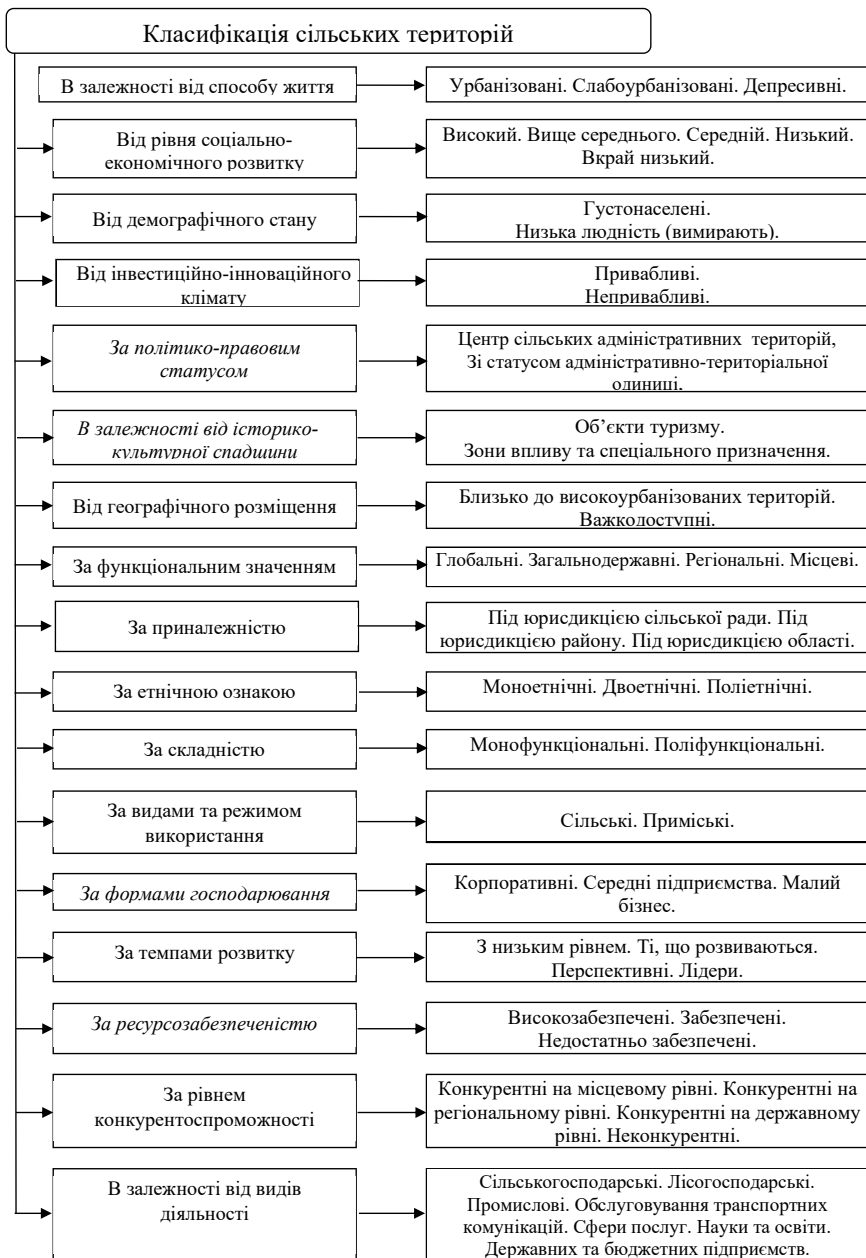 Класифікація сільських територій
В залежності від способу життя
Урбанізовані. Слабоурбанізовані. Депресивні.
Від рівня соціально-
економічного розвитку
Високий. Вище середнього. Середній. Низький.
Вкрай низький.
Від демографічного стану
Густонаселені.
Низька людність (вимирають).
Від інвестиційно-інноваційного
клімату
Привабливі.
Непривабливі.
За політико-правовим
статусом
Центр сільських адміністративних територій,
Зі статусом адміністративно-територіальної
одиниці.
В залежності від історико-
культурної спадщини
Об’єкти туризму.
Зони впливу та спеціального призначення.
Від географічного розміщення
Близько до високоурбанізованих територій.
Важкодоступні.
За функціональним значенням
Глобальні. Загальнодержавні. Регіональні. Місцеві.
За приналежністю
Під юрисдикцією сільської ради. Під
юрисдикцією району. Під юрисдикцією області.
За етнічною ознакою
Моноетнічні. Двоетнічні. Поліетнічні.
За складністю
Монофункціональні. Поліфункціональні.
За видами та режимом
використання
Сільські. Приміські.
За формами господарювання
Корпоративні. Середні підприємства. Малий
бізнес.
За темпами розвитку
З низьким рівнем. Ті, що розвиваються.
Перспективні. Лідери.
За ресурсозабезпеченістю
Високозабезпечені. Забезпечені.
Недостатньо забезпечені.
За рівнем
конкурентоспроможності
Конкурентні на місцевому рівні. Конкурентні на
регіональному рівні. Конкурентні на державному
рівні. Неконкурентні.
В залежності від видів
діяльності
Сільськогосподарські. Лісогосподарські.
Промислові. Обслуговування транспортних
комунікацій. Сфери послуг. Науки та освіти.
Державних та бюджетних підприємств.